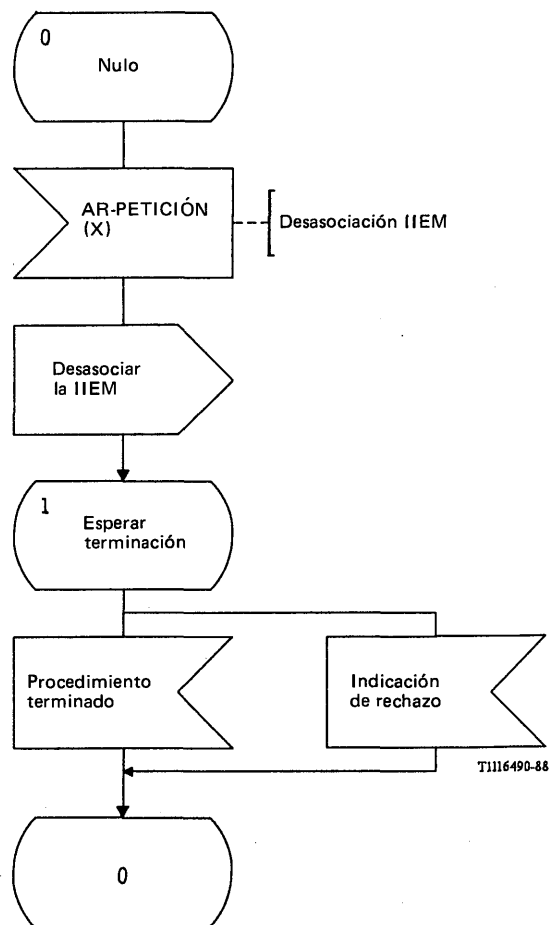 0
Nulo
AR-PETICIÓN
(X)
Desasociación IIEM
Desasociar
la IIEM
1
Esperar
terminación
Procedimiento
terminado
Indicación
de rechazo
T1116490-88
0